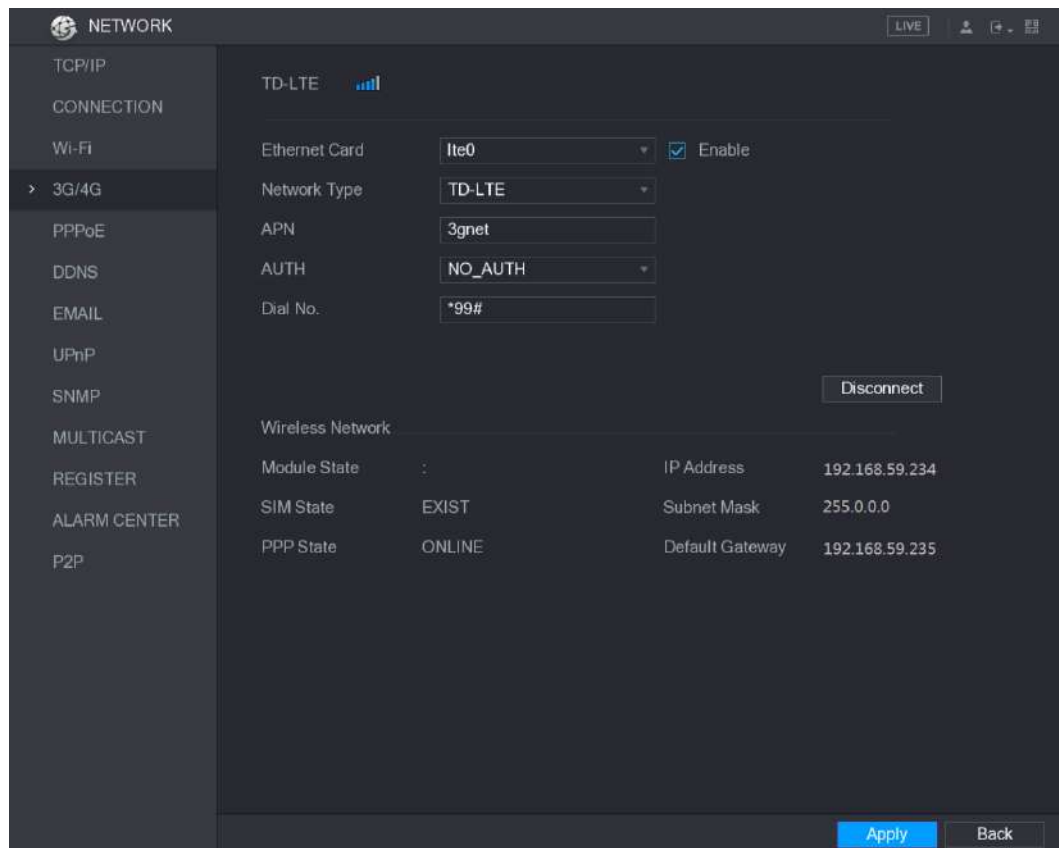 NETWORK
LIVE
TCP/IP
CONNECTION
Wi-Fi
3G/4G
PPPoE
DDNS
EMAIL
UPnP
SNMP
MULTICAST
REGISTER
ALARM CENTER
P2P
TD-LTE
Ethernet Card lte0 Enable
Network Type TD-LTE
APN 3gnet
AUTH NO_AUTH
Dial No. *99#
Disconnect
Wireless Network
Module State : IP Address 192.168.59.234
SIM State EXIST Subnet Mask 255.0.0.0
PPP State ONLINE Default Gateway 192.168.59.235
Apply Back